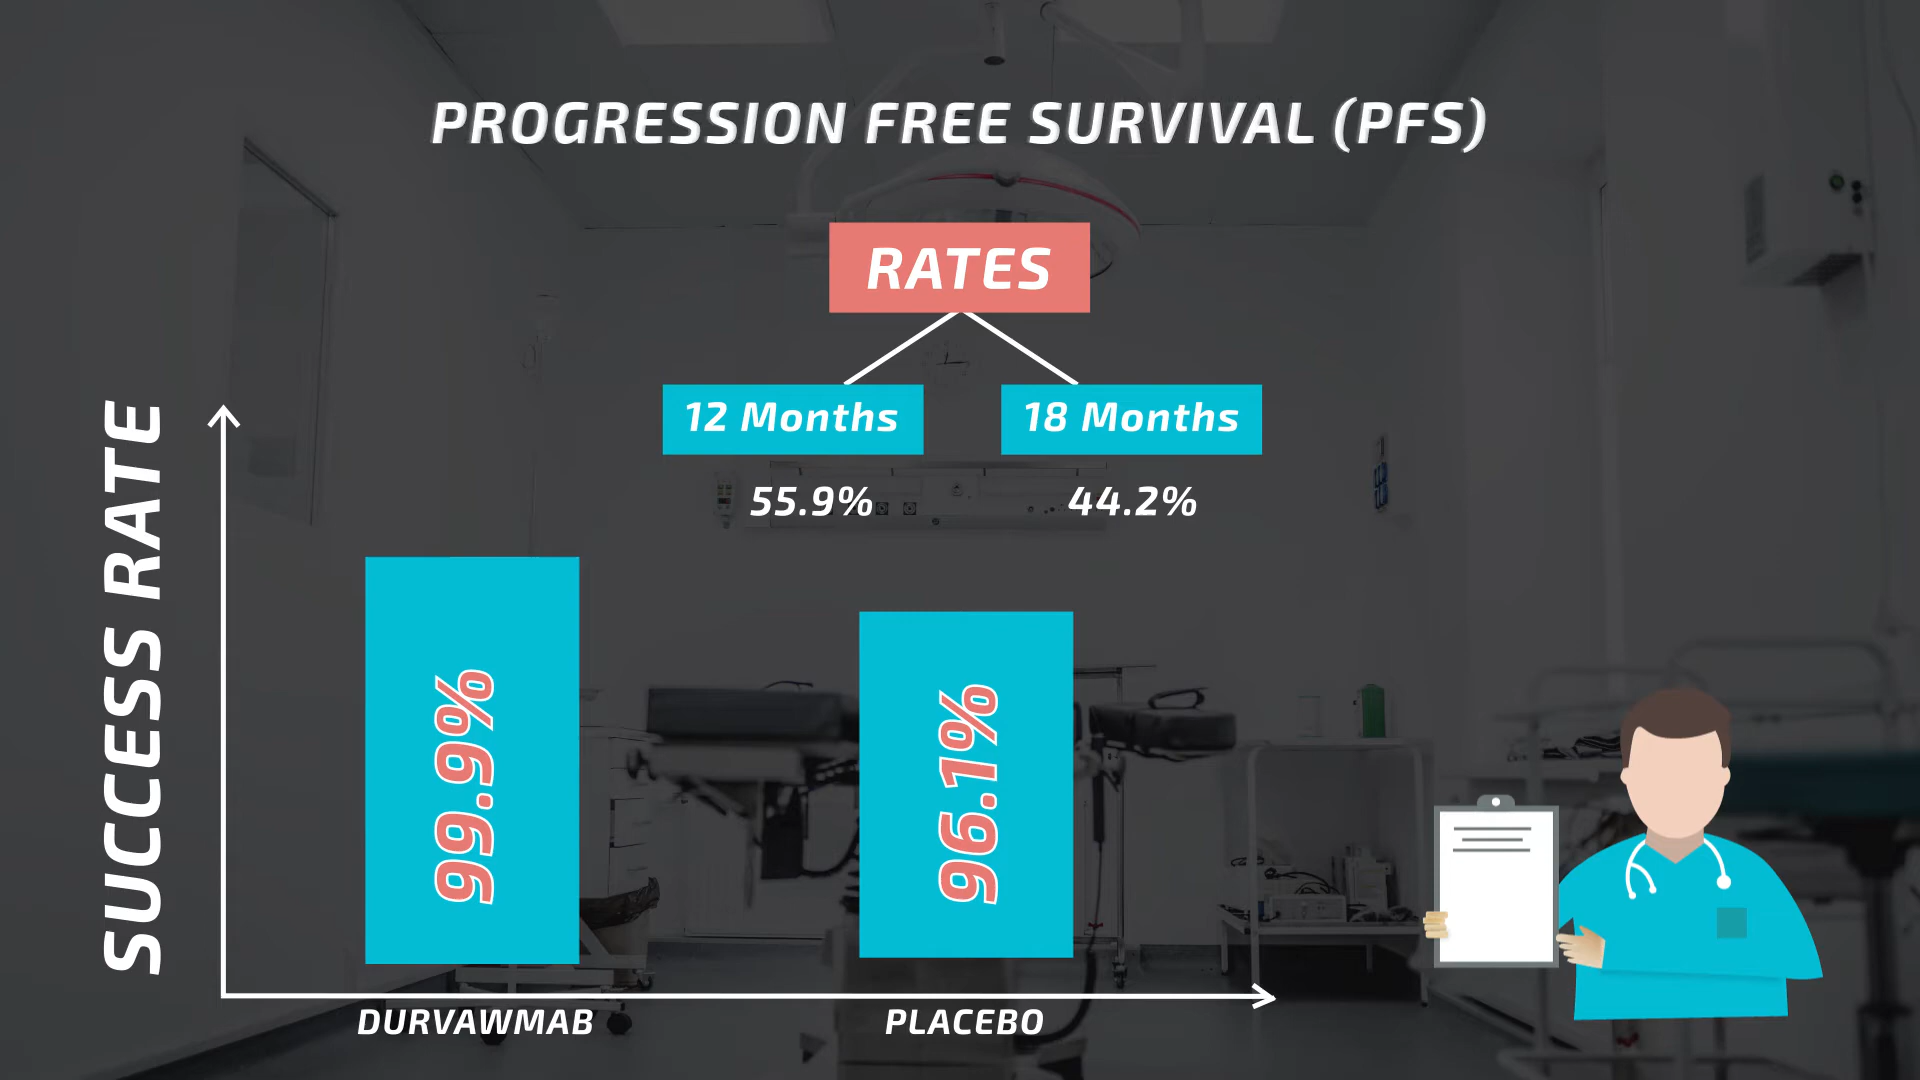 PROGRESSION FREE SURVIVAL (PFS)
RATES
12 Months
18 Months
55.9%
44.2%
SUCCESS RATE
99.9%
96.1%
DURVAWMAB
PLACEBO